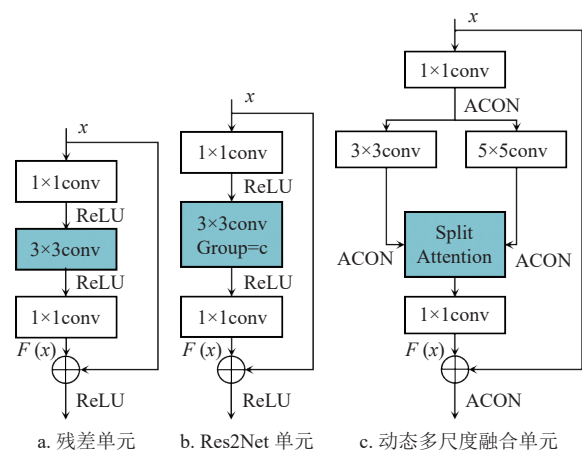 x
1×1conv
ReLU
3×3conv
ReLU
1×1conv
F (x)
ReLU
a. 残差单元
x
1×1conv
ReLU
3×3conv
Group=c
ReLU
1×1conv
F (x)
ReLU
b. Res2Net 单元
x
1×1conv
ACON
3×3conv
5×5conv
Split
Attention
ACON
ACON
1×1conv
F (x)
ACON
c. 动态多尺度融合单元